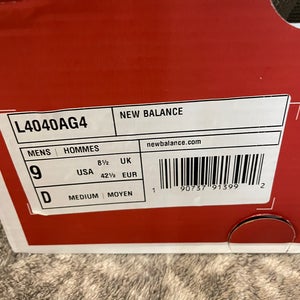 L4040AG4 NEW BALANCE
MENS HOMMES newbalance.com
9 8½ UK
USA 42½ EUR
D MEDIUM MOYEN
1 90737 91399 2